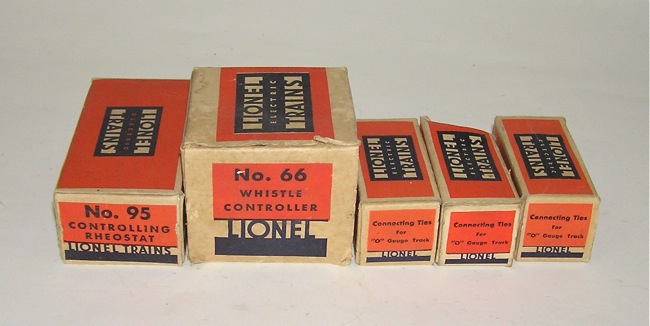 LIONEL
ELECTRIC
TRAINS
No. 95
CONTROLLING
RHEOSTAT
LIONEL TRAINS
LIONEL
ELECTRIC
TRAINS
No. 66
WHISTLE
CONTROLLER
LIONEL
LIONEL
ELECTRIC
TRAINS
Connecting Ties
For
"O" Gauge Track
LIONEL
LIONEL
ELECTRIC
TRAINS
Connecting Ties
For
"O" Gauge Track
LIONEL
LIONEL
ELECTRIC
TRAINS
Connecting Ties
For
"O" Gauge Track
LIONEL